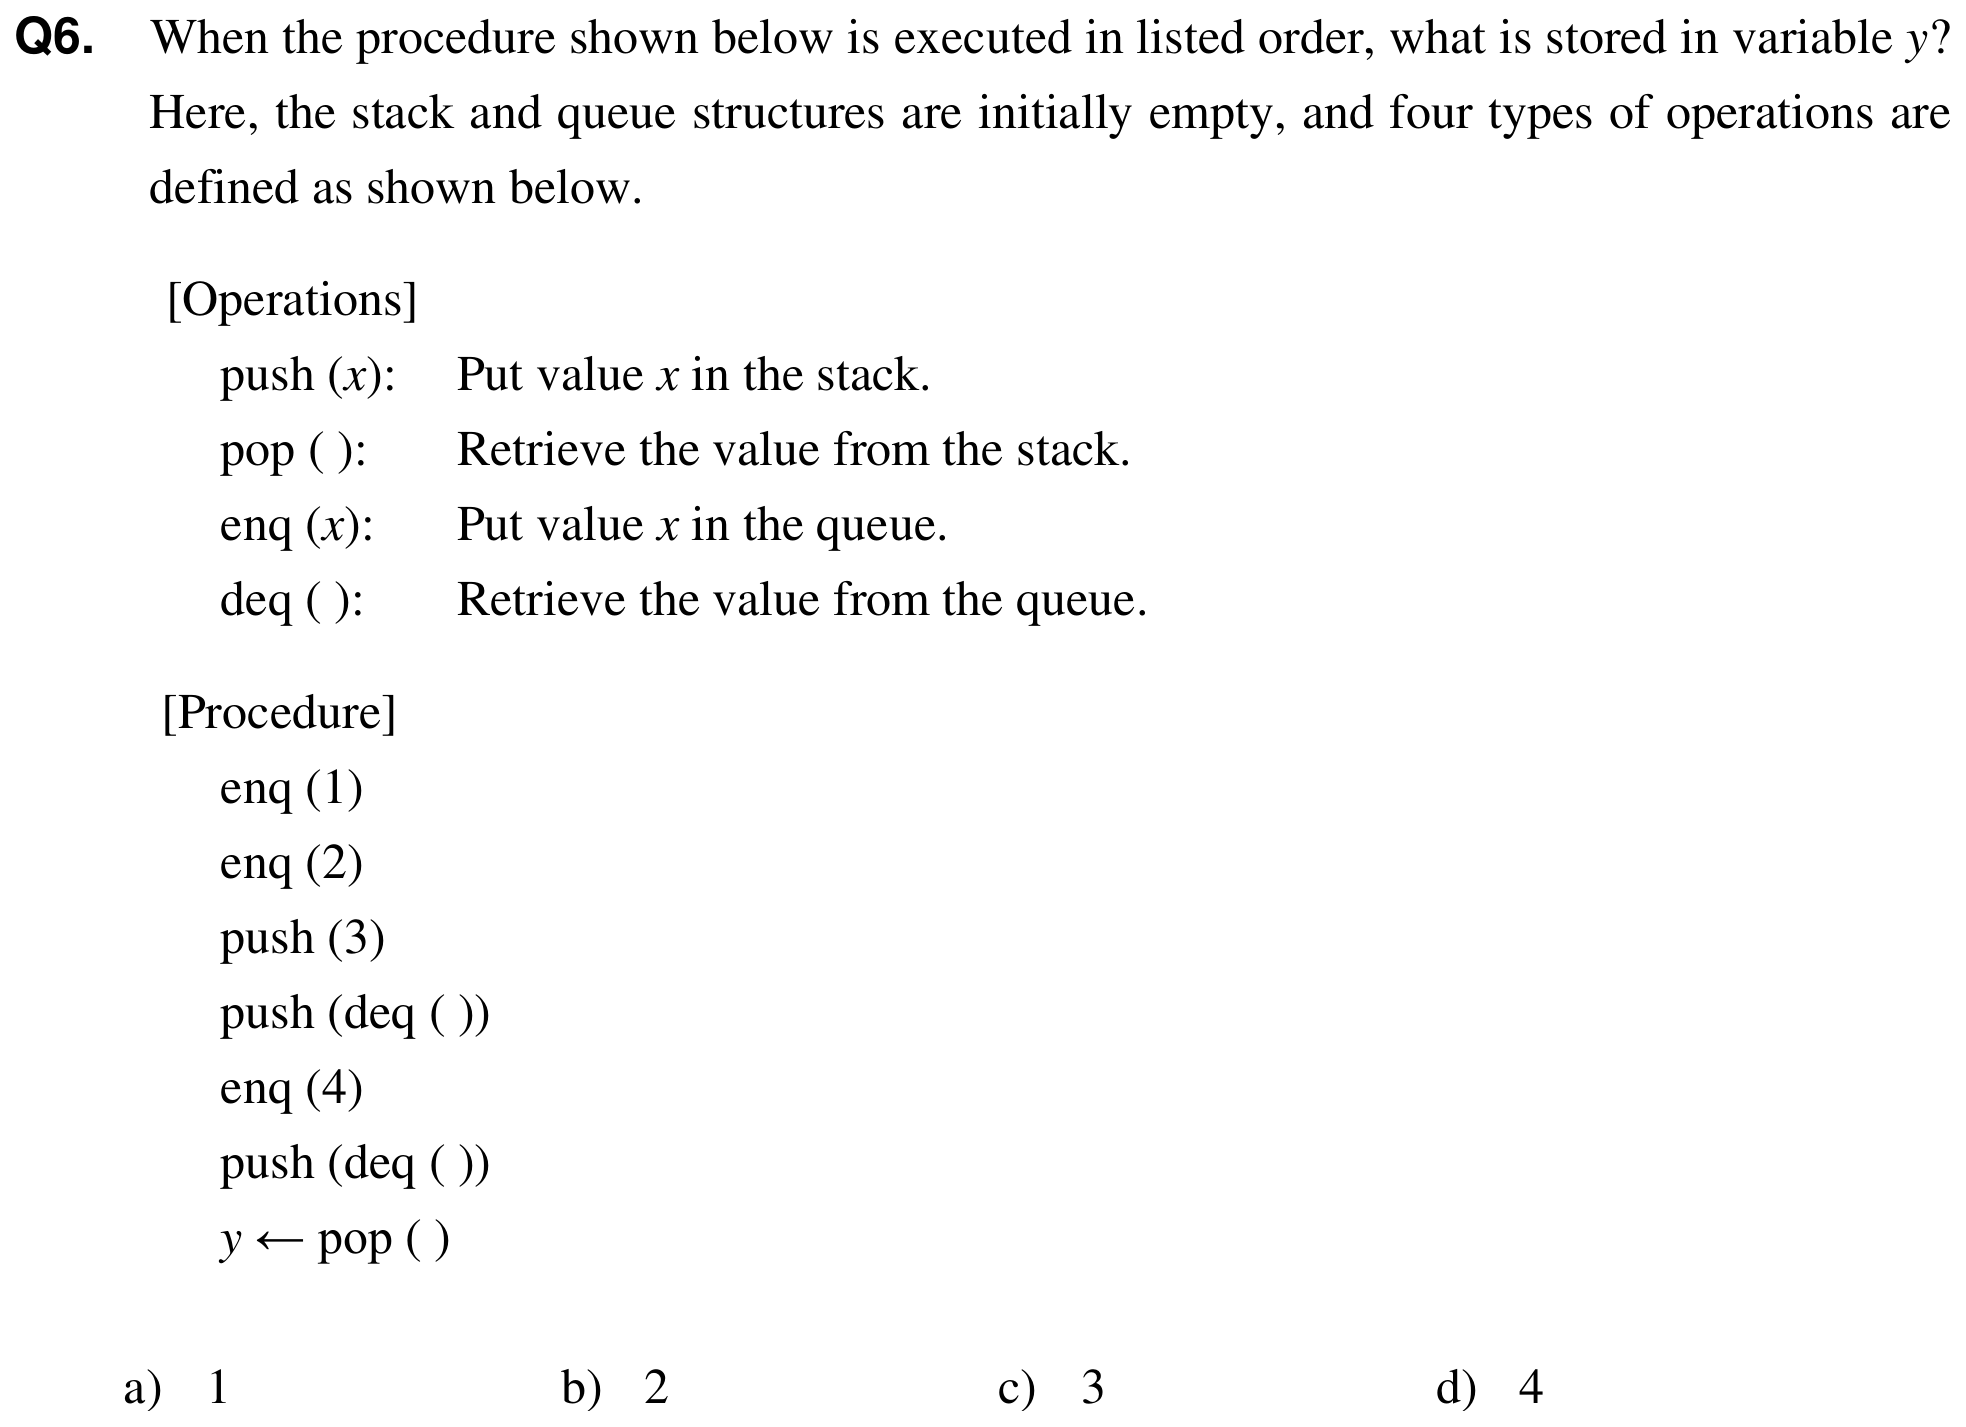 Q6. When the procedure shown below is executed in listed order, what is stored in variable y?
Here, the stack and queue structures are initially empty, and four types of operations are
defined as shown below.
[Operations]
push (x): Put value x in the stack.
pop ( ): Retrieve the value from the stack.
enq (x): Put value x in the queue.
deq ( ): Retrieve the value from the queue.
[Procedure]
enq (1)
enq (2)
push (3)
push (deq ( ))
enq (4)
push (deq ( ))
y ← pop ( )
a) 1 b) 2 c) 3 d) 4